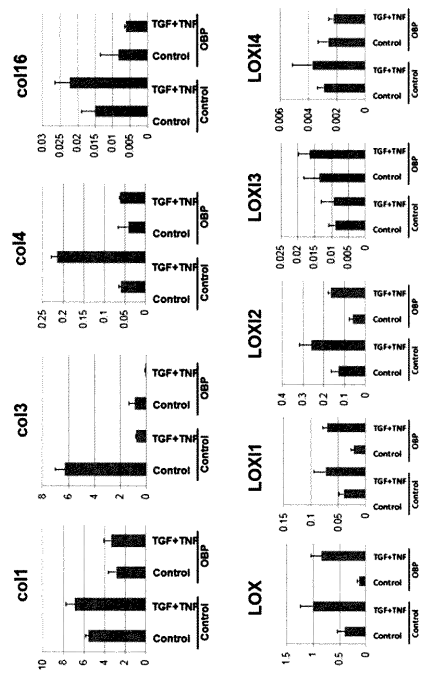 col1
10
8
6
4
2
0
Control
TGF+TNF
Control
TGF+TNF
Control
OBP
col3
8
6
4
2
0
Control
TGF+TNF
Control
TGF+TNF
Control
OBP
col4
0.25
0.2
0.15
0.1
0.05
0
Control
TGF+TNF
Control
TGF+TNF
Control
OBP
col16
0.03
0.025
0.02
0.015
0.01
0.005
0
Control
TGF+TNF
Control
TGF+TNF
Control
OBP
LOX
1.5
1
0.5
0
Control
TGF+TNF
Control
TGF+TNF
Control
OBP
LOXl1
0.15
0.1
0.05
0
Control
TGF+TNF
Control
TGF+TNF
Control
OBP
LOXl2
0.4
0.3
0.2
0.1
0
Control
TGF+TNF
Control
TGF+TNF
Control
OBP
LOXl3
0.025
0.02
0.015
0.01
0.005
0
Control
TGF+TNF
Control
TGF+TNF
Control
OBP
LOXl4
0.006
0.004
0.002
0
Control
TGF+TNF
Control
TGF+TNF
Control
OBP